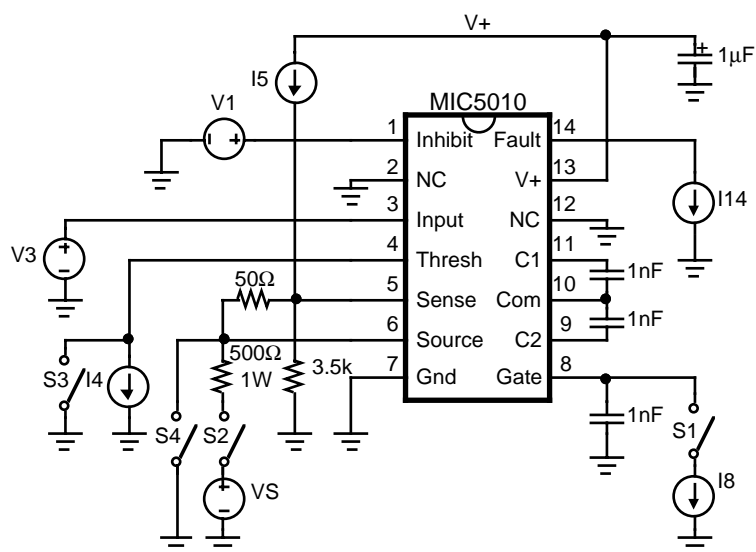 V+
I5
1µF
+
MIC5010
V1
1 Inhibit Fault 14
2 NC V+ 13
3 Input NC 12
4 Thresh C1 11
5 Sense Com 10
6 Source C2 9
7 Gnd Gate 8
I14
V3
1nF
1nF
50Ω
500Ω
1W
3.5k
S3
I4
S4
S2
VS
1nF
S1
I8